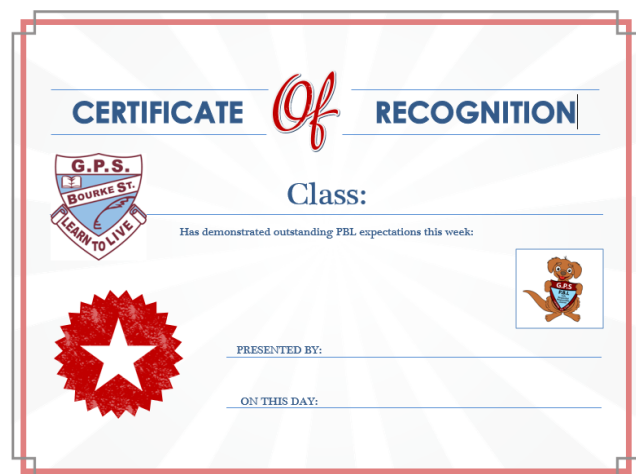 CERTIFICATE Of RECOGNITION
G.P.S.
BOURKE ST.
LEARN TO LIVE
Class:
Has demonstrated outstanding PBL expectations this week:
G.P.S
PBL
PRESENTED BY:
ON THIS DAY: